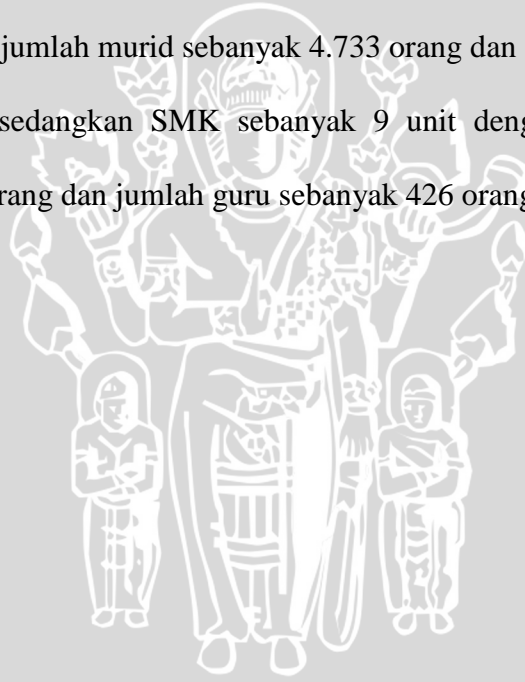 jumlah murid sebanyak 4.733 orang dan
sedangkan SMK sebanyak 9 unit deng
rang dan jumlah guru sebanyak 426 orang